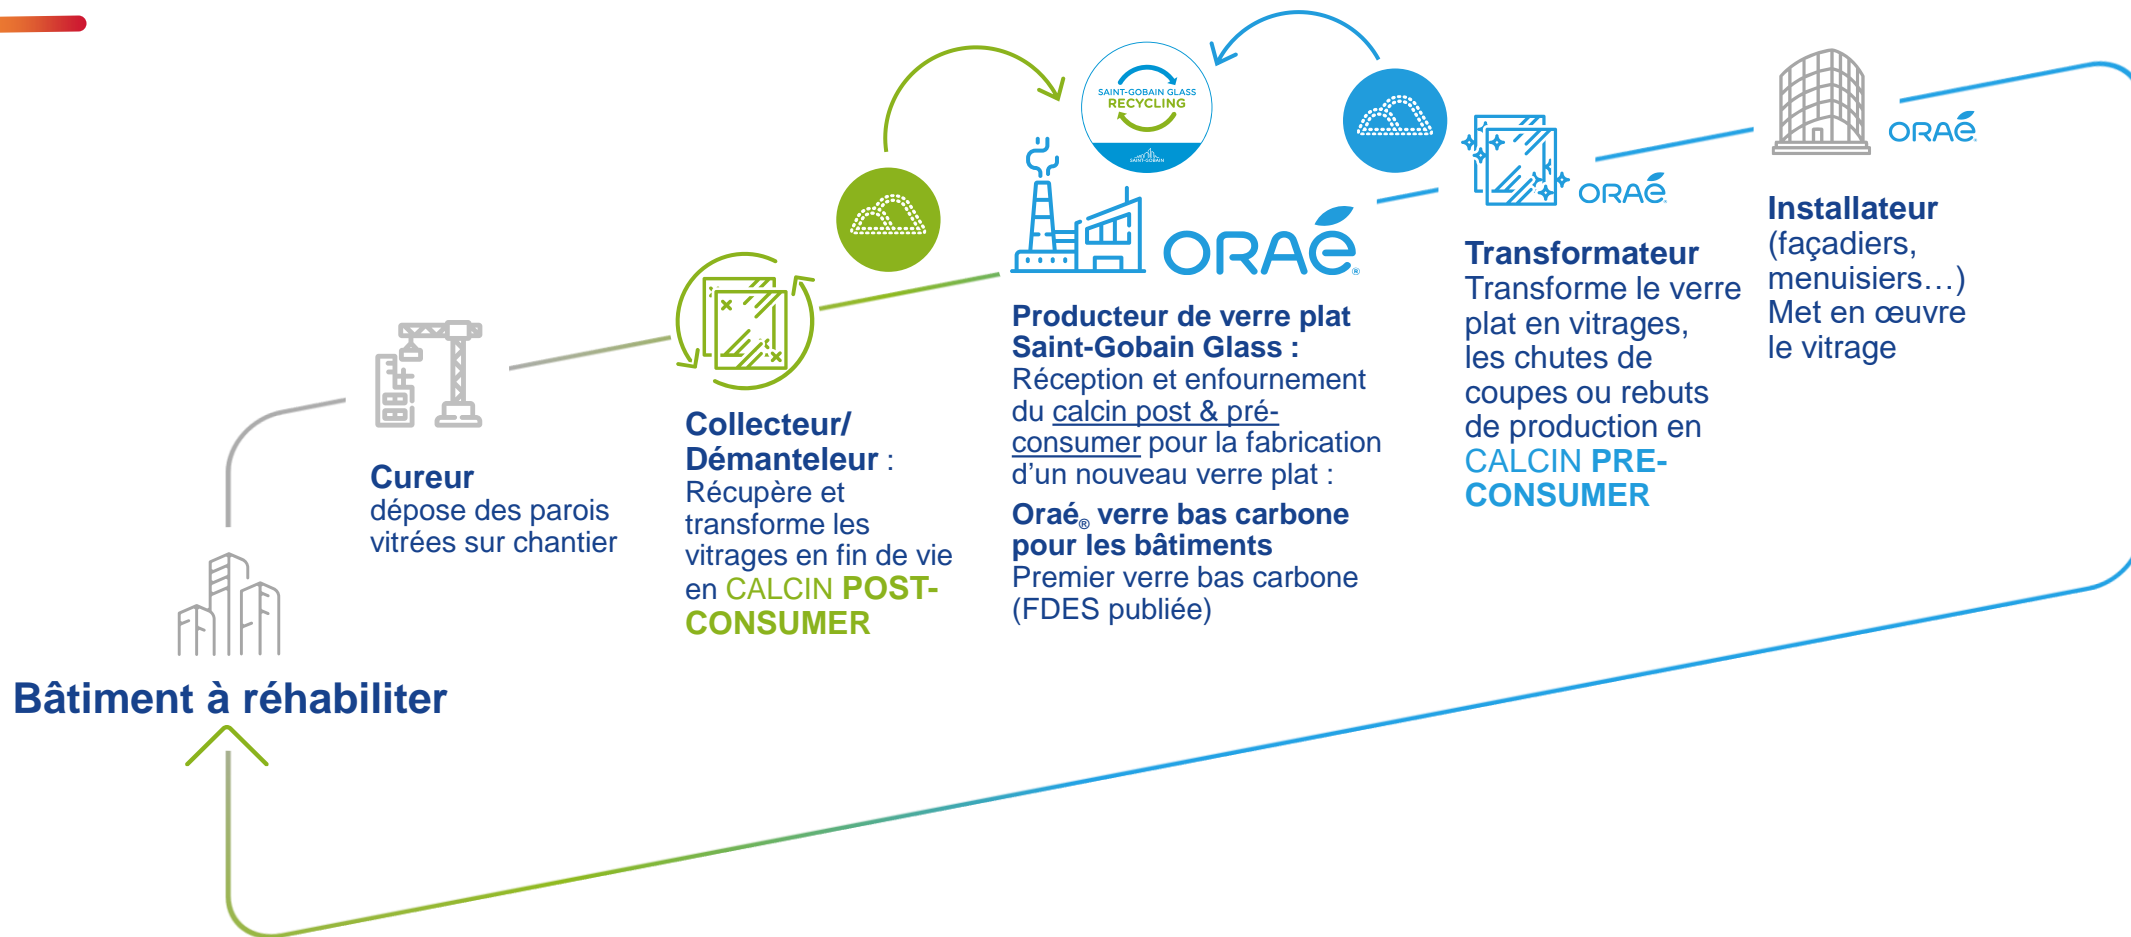 Bâtiment à réhabiliter
Cureur
dépose des parois
vitrées sur chantier
Collecteur/
Démanteleur :
Récupère et
transforme les
vitrages en fin de vie
en CALCIN POST-
CONSUMER
SAINT-GOBAIN GLASS
RECYCLING
SAINT-GOBAIN
ORAé®
Producteur de verre plat
Saint-Gobain Glass :
Réception et enfournement
du calcin post & pré-
consumer pour la fabrication
d’un nouveau verre plat :
Oraé® verre bas carbone
pour les bâtiments
Premier verre bas carbone
(FDES publiée)
ORAé
Transformateur
Transforme le verre
plat en vitrages,
les chutes de
coupes ou rebuts
de production en
CALCIN PRE-
CONSUMER
ORAé
Installateur
(façadiers,
menuisiers…)
Met en œuvre
le vitrage